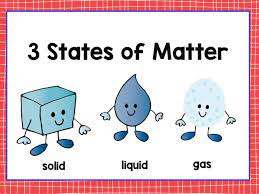 3 States of Matter
solid liquid gas